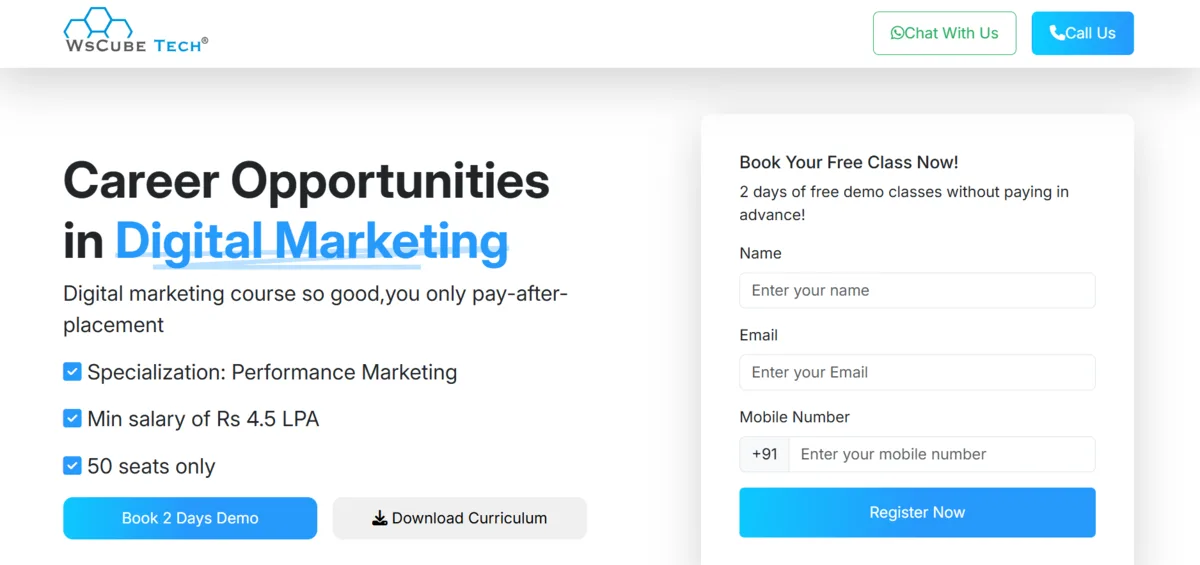 WsCube Tech®
Chat With Us
Call Us
Career Opportunities
in Digital Marketing
Digital marketing course so good,you only pay-after-
placement
Specialization: Performance Marketing
Min salary of Rs 4.5 LPA
50 seats only
Book 2 Days Demo
Download Curriculum
Book Your Free Class Now!
2 days of free demo classes without paying in
advance!
Name
Enter your name
Email
Enter your Email
Mobile Number
+91 Enter your mobile number
Register Now